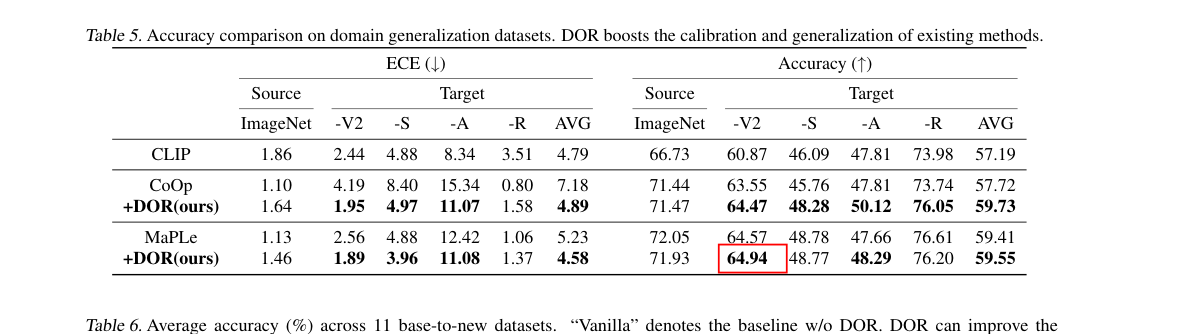 Table 5. Accuracy comparison on domain generalization datasets. DOR boosts the calibration and generalization of existing methods.
ECE (↓) Accuracy (↑)
Source Target Source Target
ImageNet -V2 -S -A -R AVG ImageNet -V2 -S -A -R AVG
CLIP 1.86 2.44 4.88 8.34 3.51 4.79 66.73 60.87 46.09 47.81 73.98 57.19
CoOp 1.10 4.19 8.40 15.34 0.80 7.18 71.44 63.55 45.76 47.81 73.74 57.72
+DOR(ours) 1.64 1.95 4.97 11.07 1.58 4.89 71.47 64.47 48.28 50.12 76.05 59.73
MaPLe 1.13 2.56 4.88 12.42 1.06 5.23 72.05 64.57 48.78 47.66 76.61 59.41
+DOR(ours) 1.46 1.89 3.96 11.08 1.37 4.58 71.93 64.94 48.77 48.29 76.20 59.55
Table 6. Average accuracy (%) across 11 base-to-new datasets. “Vanilla” denotes the baseline w/o DOR. DOR can improve the